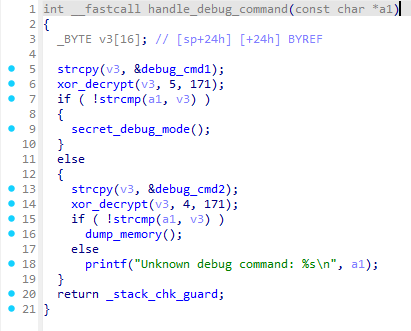 1 int __fastcall handle_debug_command(const char *a1)
2 {
3 _BYTE v3[16]; // [sp+24h] [+24h] BYREF
4
5 strcpy(v3, &debug_cmd1);
6 xor_decrypt(v3, 5, 171);
7 if ( !strcmp(a1, v3) )
8 {
9 secret_debug_mode();
10 }
11 else
12 {
13 strcpy(v3, &debug_cmd2);
14 xor_decrypt(v3, 4, 171);
15 if ( !strcmp(a1, v3) )
16 dump_memory();
17 else
18 printf("Unknown debug command: %s\n", a1);
19 }
20 return _stack_chk_guard;
21 }